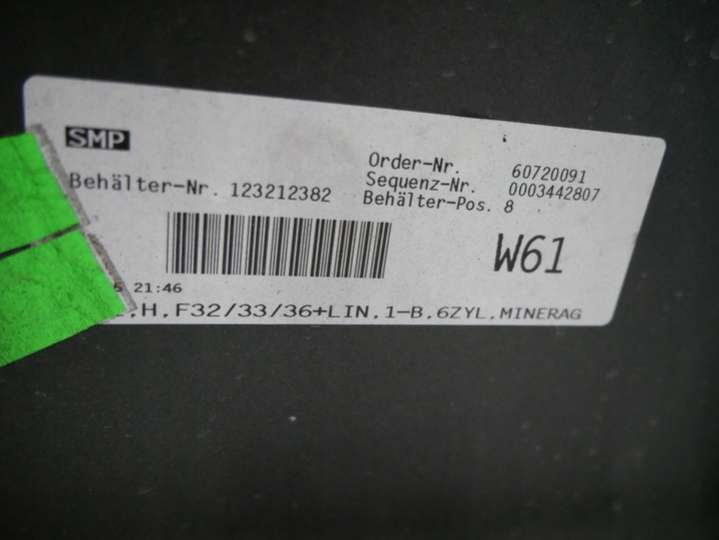 SMP
Order-Nr. 60720091
Behälter-Nr. 123212382 Sequenz-Nr. 0003442807
Behälter-Pos. 8
W61
21:46
.H.F32/33/36+LIN.1-B.6ZYL.MINERAG